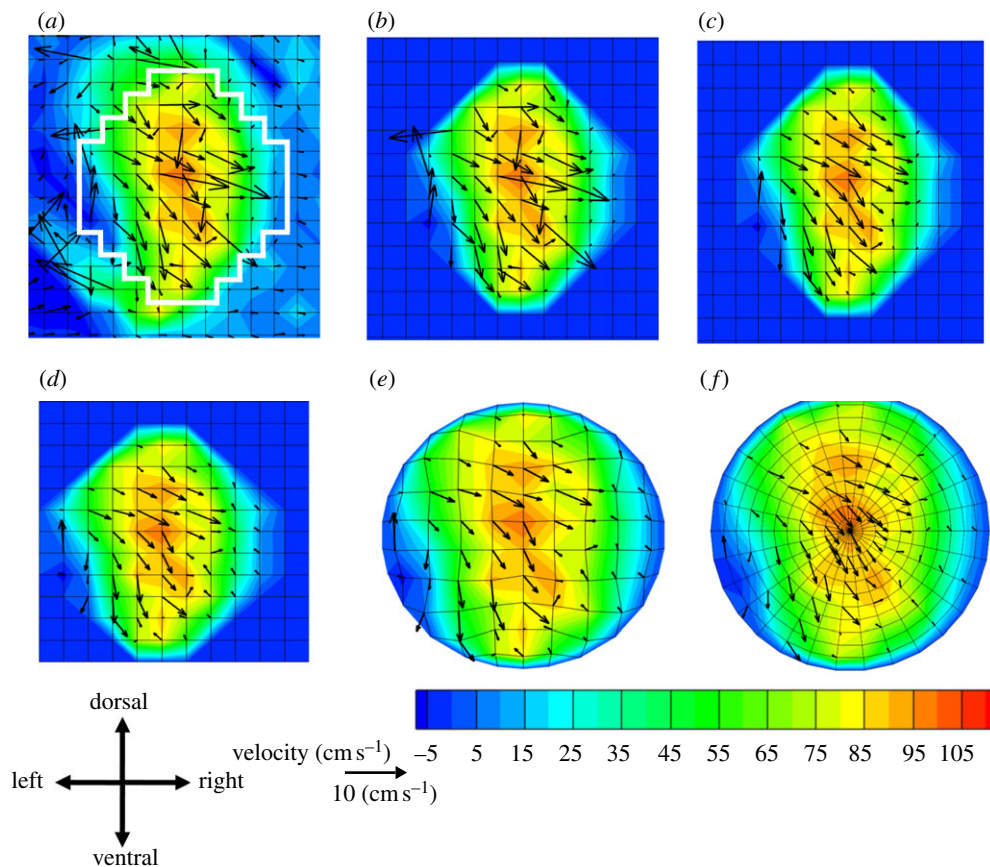 (a)
(b)
(c)
(d)
(e)
(f)
dorsal
left
right
ventral
velocity (cm s⁻¹)
10 (cm s⁻¹)
–5 5 15 25 35 45 55 65 75 85 95 105